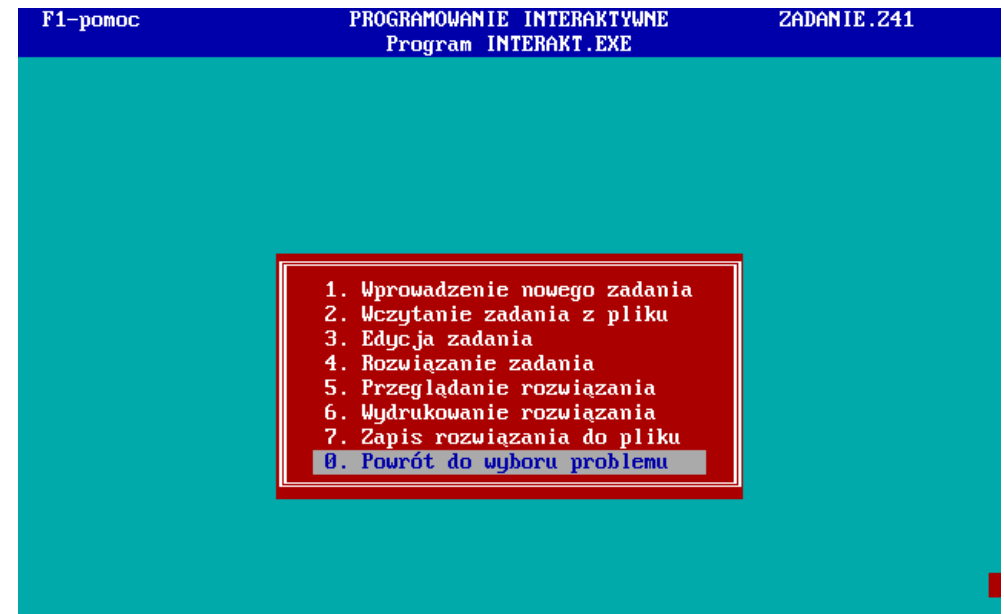 F1-pomoc PROGRAMOWANIE INTERAKTYWNE ZADANIE.Z41
Program INTERAKT.EXE
1. Wprowadzenie nowego zadania
2. Wczytanie zadania z pliku
3. Edycja zadania
4. Rozwiązanie zadania
5. Przeglądanie rozwiązania
6. Wydrukowanie rozwiązania
7. Zapis rozwiązania do pliku
0. Powrót do wyboru problemu